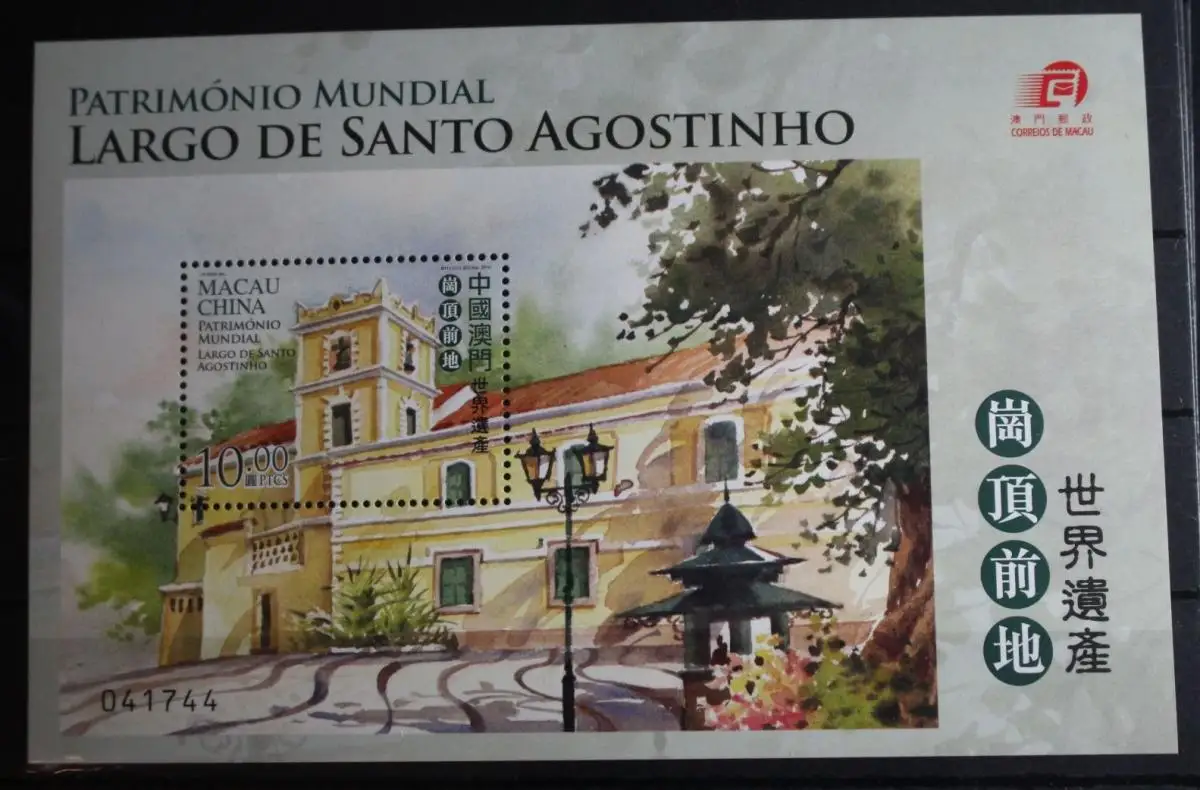 PATRIMÓNIO MUNDIAL
LARGO DE SANTO AGOSTINHO
澳門郵政
CORREIOS DE MACAU
MACAU
CHINA
PATRIMÓNIO
MUNDIAL
LARGO DE SANTO
AGOSTINHO
中國澳門
世界遺產
崗頂前地
10.00
圓 PTCS
崗頂前地
世界遺產
041744